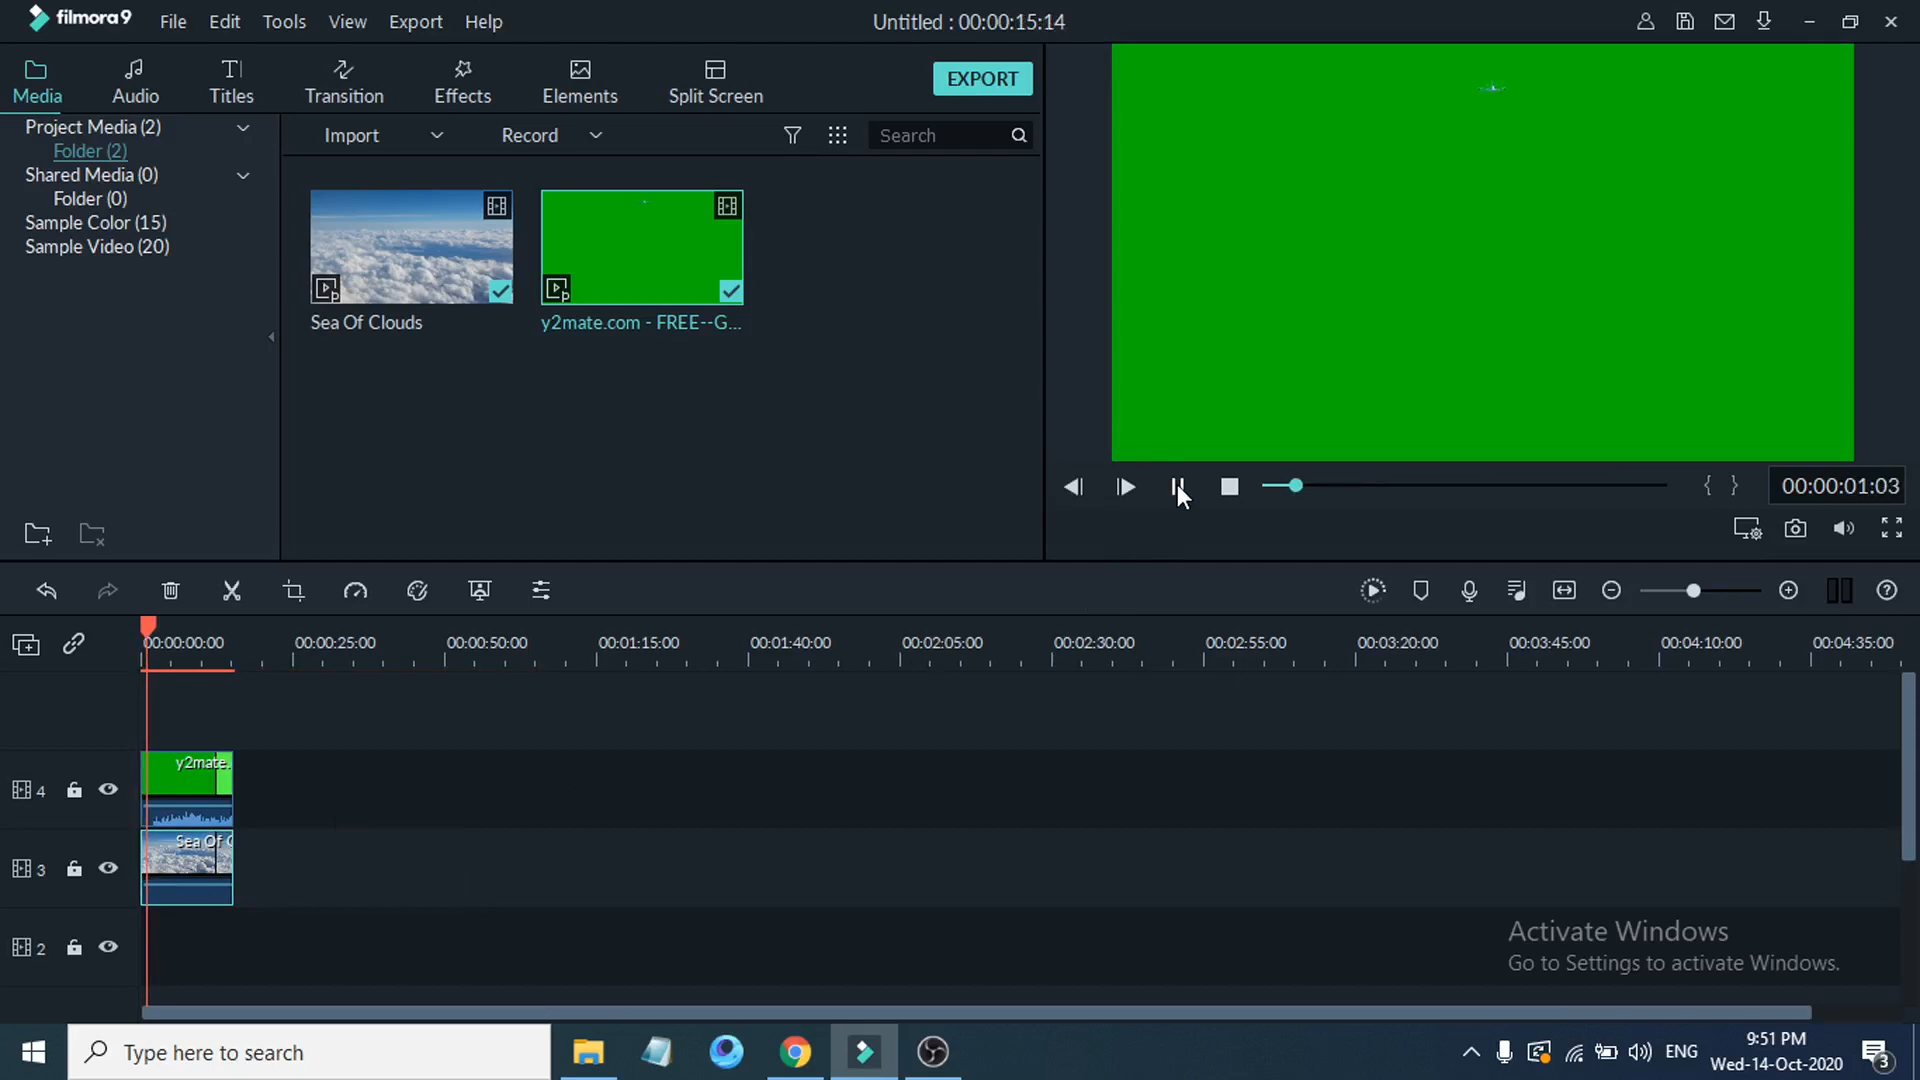 filmora9
File Edit Tools View Export Help
Untitled : 00:00:15:14
Media
Audio
Titles
Transition
Effects
Elements
Split Screen
EXPORT
Project Media (2)
Folder (2)
Shared Media (0)
Folder (0)
Sample Color (15)
Sample Video (20)
Import
Record
Search
Sea Of Clouds
y2mate.com - FREE--G...
00:00:01:03
00:00:00:00 00:00:25:00 00:00:50:00 00:01:15:00 00:01:40:00 00:02:05:00 00:02:30:00 00:02:55:00 00:03:20:00 00:03:45:00 00:04:10:00 00:04:35:00
y2mate.
4
Sea Of C
3
2
Activate Windows
Go to Settings to activate Windows.
Type here to search
ENG
9:51 PM
Wed-14-Oct-2020
3